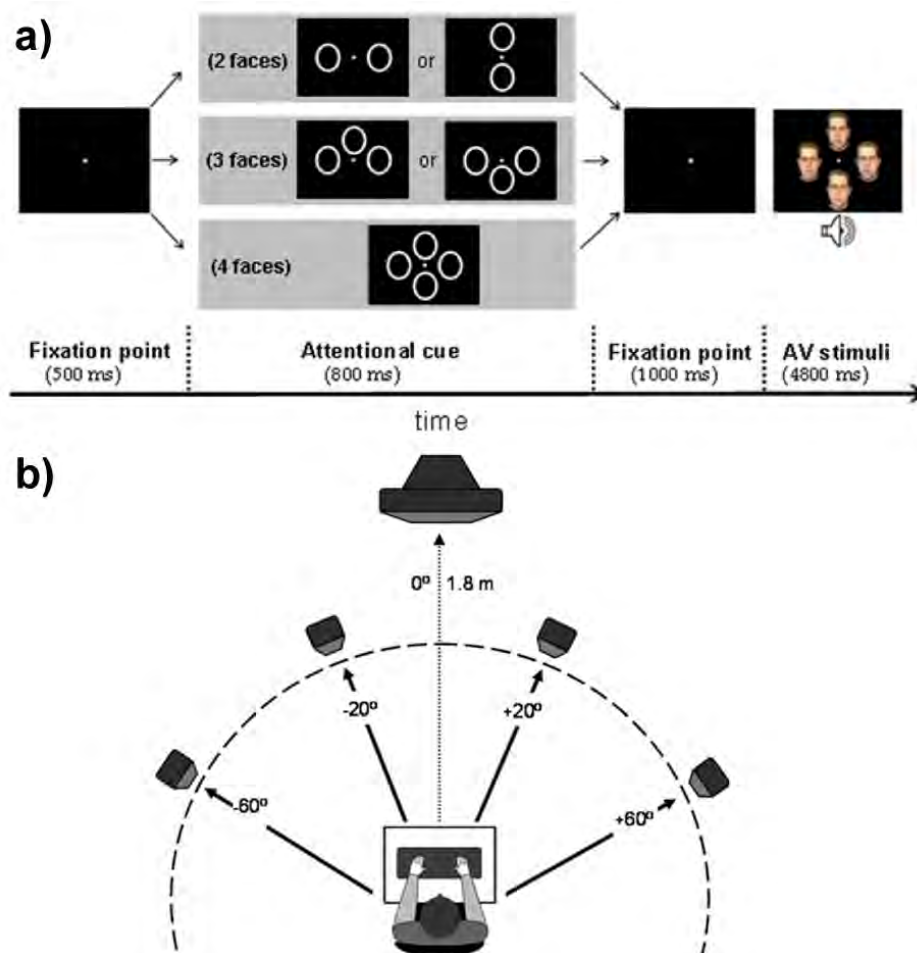 a)
(2 faces)
or
(3 faces)
or
(4 faces)
Fixation point
(500 ms)
Attentional cue
(800 ms)
Fixation point
(1000 ms)
AV stimuli
(4800 ms)
time
b)
0º 1.8 m
-20º
+20º
-60º
+60º